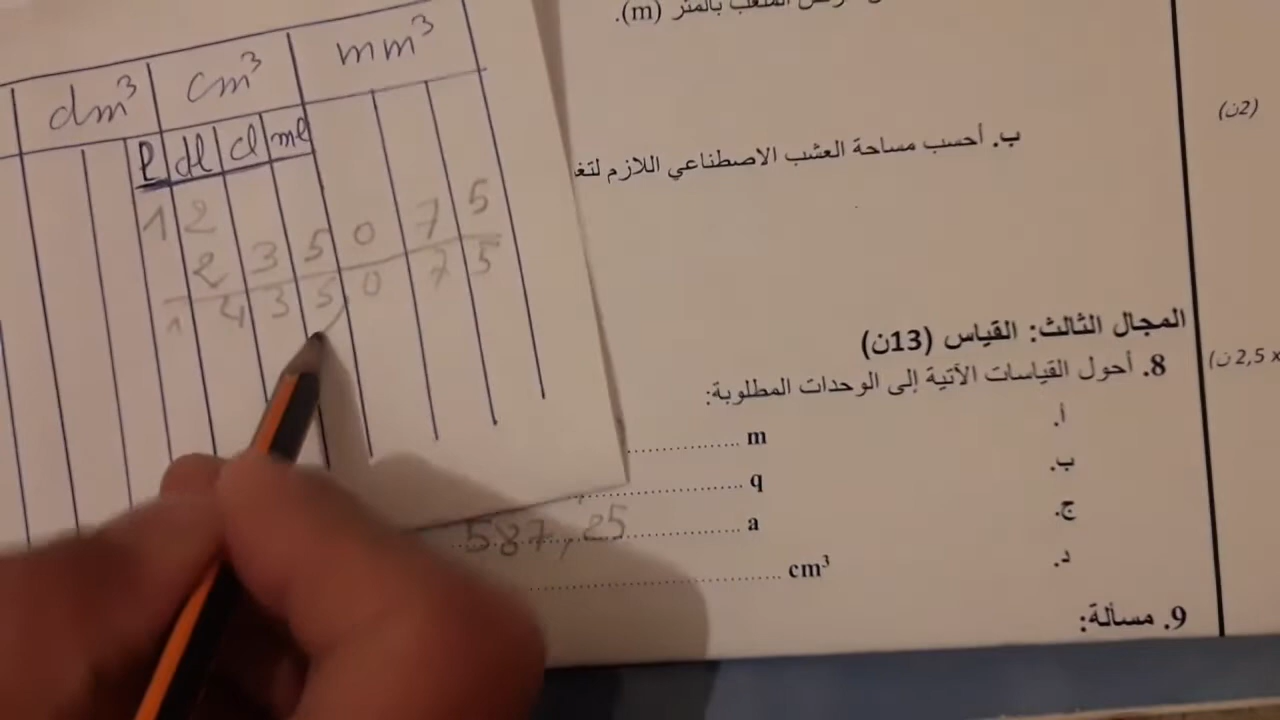 dm³ cm³ mm³
l dl cl ml
1 2
2 3 5 0 7 5
1 4 3 5, 0 7 5
المتر (m).
(2ن)
ب. أحسب مساحة العشب الاصطناعي اللازم لتغ
المجال الثالث: القياس (13ن)
8. أحول القياسات الآتية إلى الوحدات المطلوبة:
(2,5 ن x
أ. m
ب. q
ج. 587,25 a
د. cm³
9. مسألة: